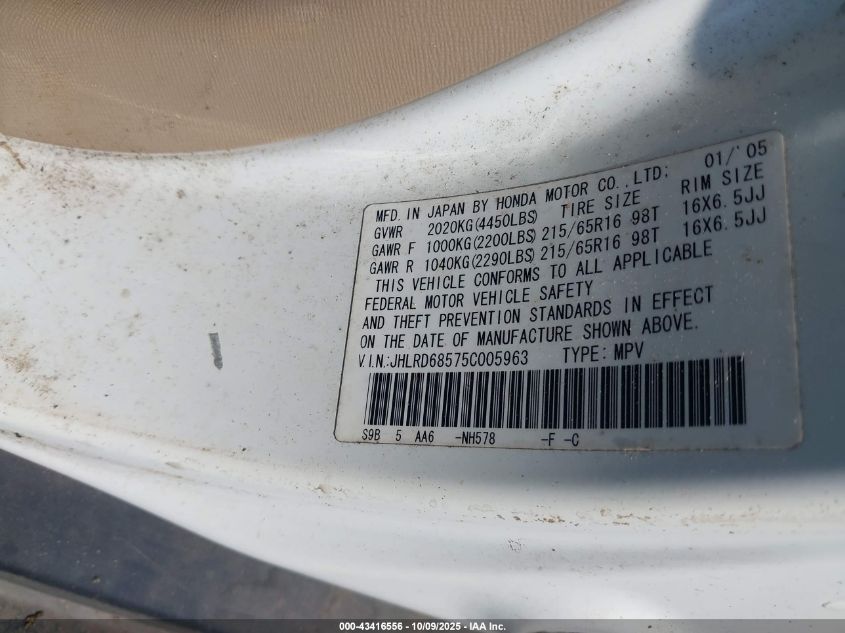 MFD. IN JAPAN BY HONDA MOTOR CO.,LTD; 01/'05
GVWR 2020KG(4450LBS) TIRE SIZE RIM SIZE
GAWR F 1000KG(2200LBS) 215/65R16 98T 16X6.5JJ
GAWR R 1040KG(2290LBS) 215/65R16 98T 16X6.5JJ
THIS VEHICLE CONFORMS TO ALL APPLICABLE
FEDERAL MOTOR VEHICLE SAFETY
AND THEFT PREVENTION STANDARDS IN EFFECT
ON THE DATE OF MANUFACTURE SHOWN ABOVE.
V.I.N.:JHLRD68575C005963 TYPE: MPV
S9B 5 AA6 -NH578 -F -C
000-43416556 - 10/09/2025 - IAA Inc.